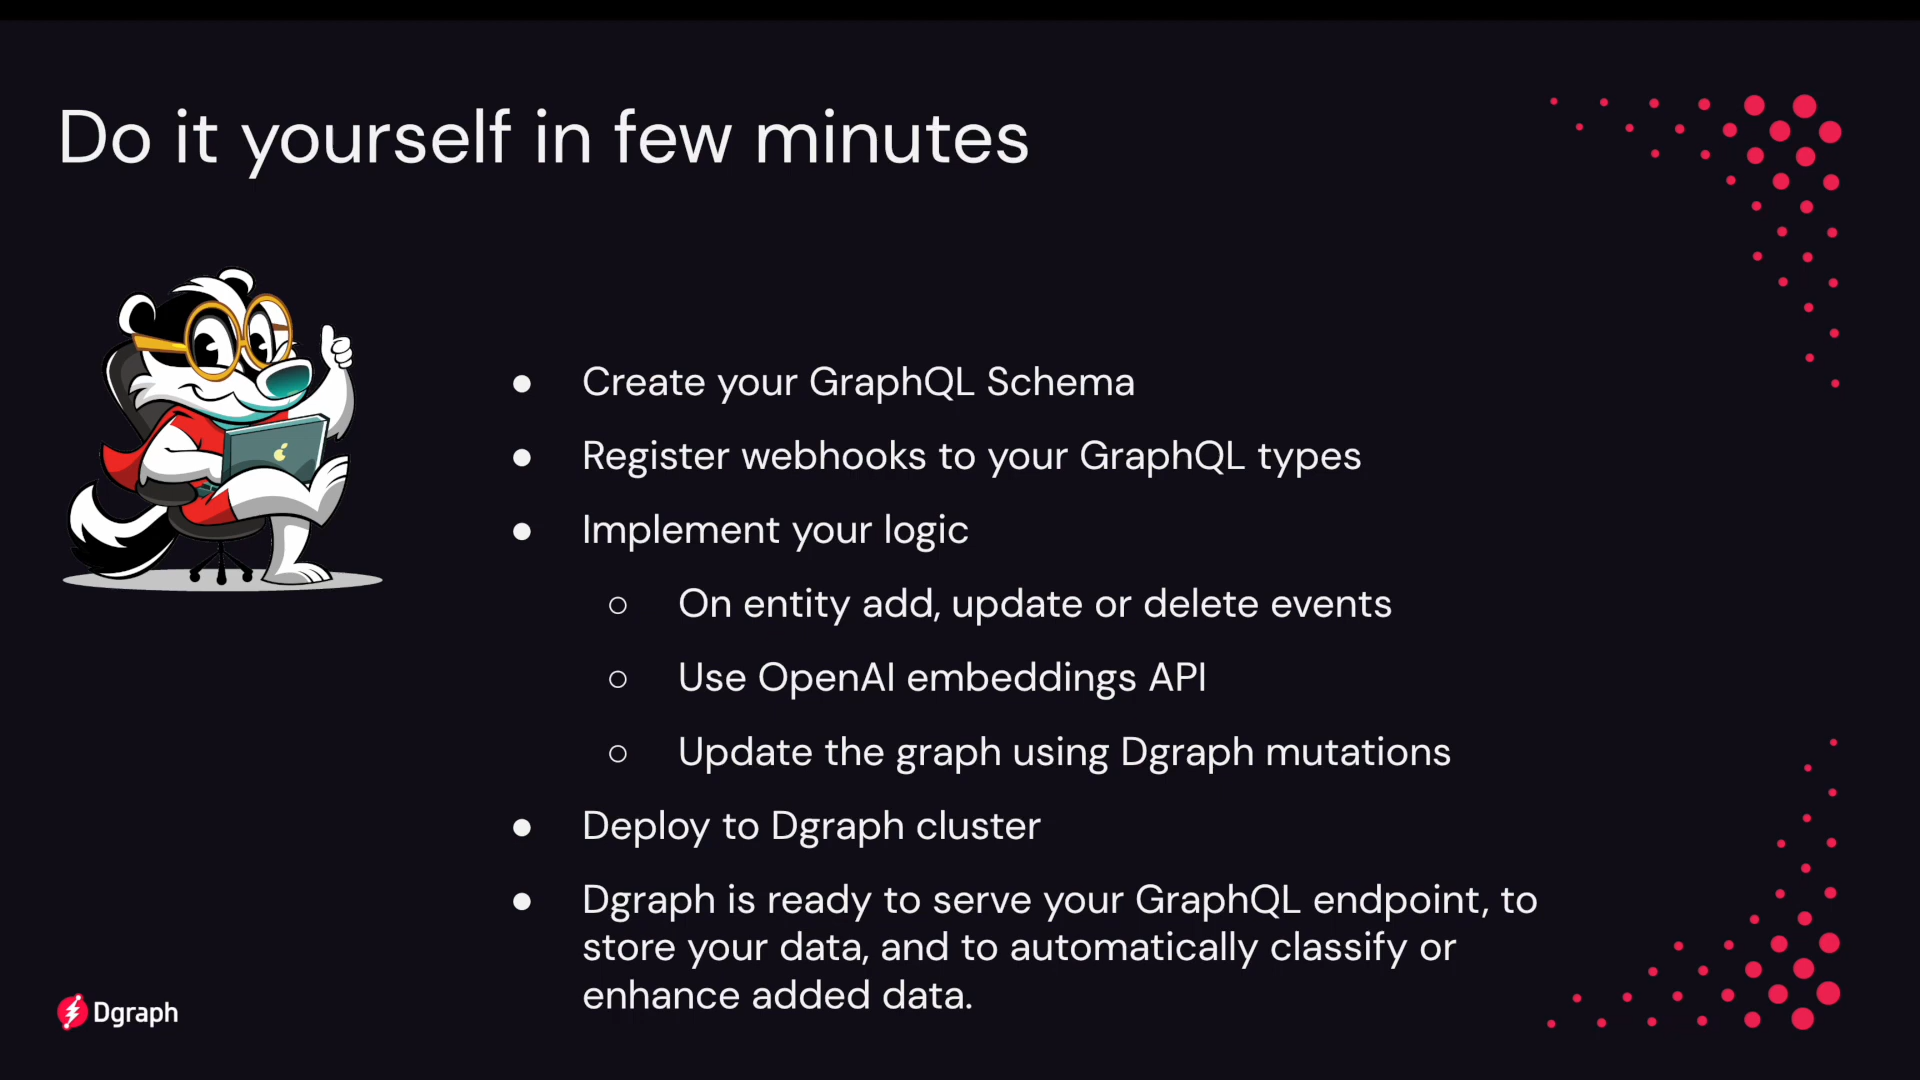 Do it yourself in few minutes
● Create your GraphQL Schema
● Register webhooks to your GraphQL types
● Implement your logic
○ On entity add, update or delete events
○ Use OpenAI embeddings API
○ Update the graph using Dgraph mutations
● Deploy to Dgraph cluster
● Dgraph is ready to serve your GraphQL endpoint, to
store your data, and to automatically classify or
enhance added data.
Dgraph